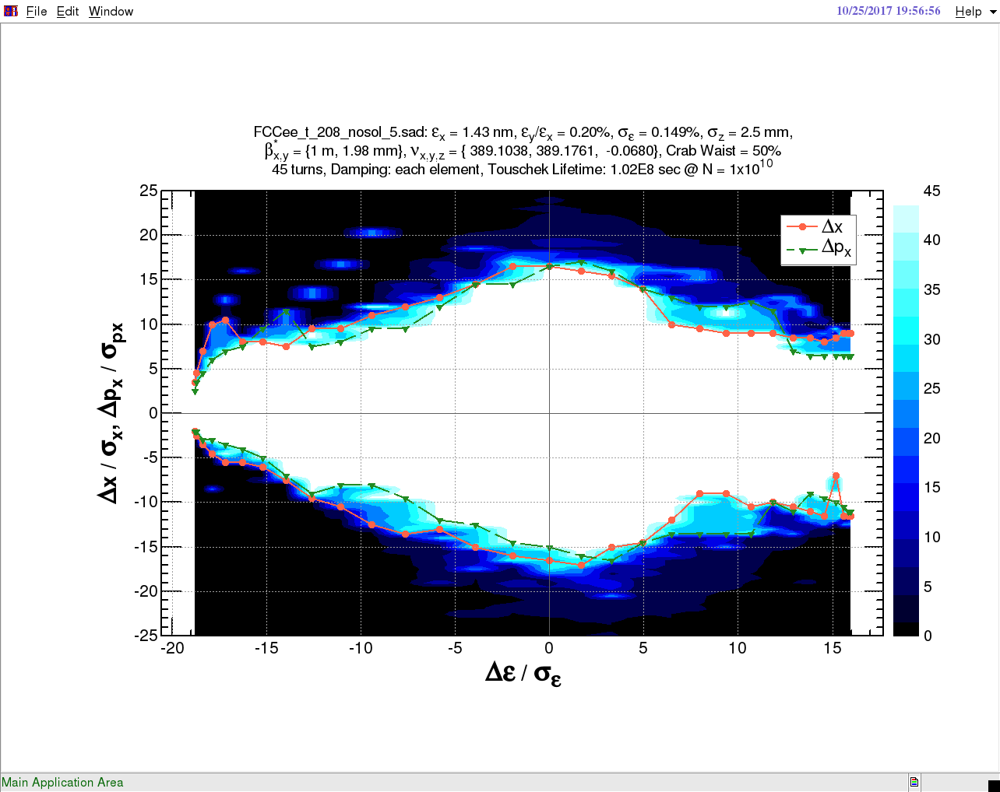 File Edit Window 10/25/2017 19:56:56 Help
FCCee_t_208_nosol_5.sad: εx = 1.43 nm, εy/εx = 0.20%, σε = 0.149%, σz = 2.5 mm,
β*x,y = {1 m, 1.98 mm}, νx,y,z = { 389.1038, 389.1761, -0.0680}, Crab Waist = 50%
45 turns, Damping: each element, Touschek Lifetime: 1.02E8 sec @ N = 1x10^10
25
20
15
10
5
0
-5
-10
-15
-20
-25
Δx / σx, Δpx / σpx
Δx
Δpx
45
40
35
30
25
20
15
10
5
0
-20 -15 -10 -5 0 5 10 15
Δε / σε
Main Application Area